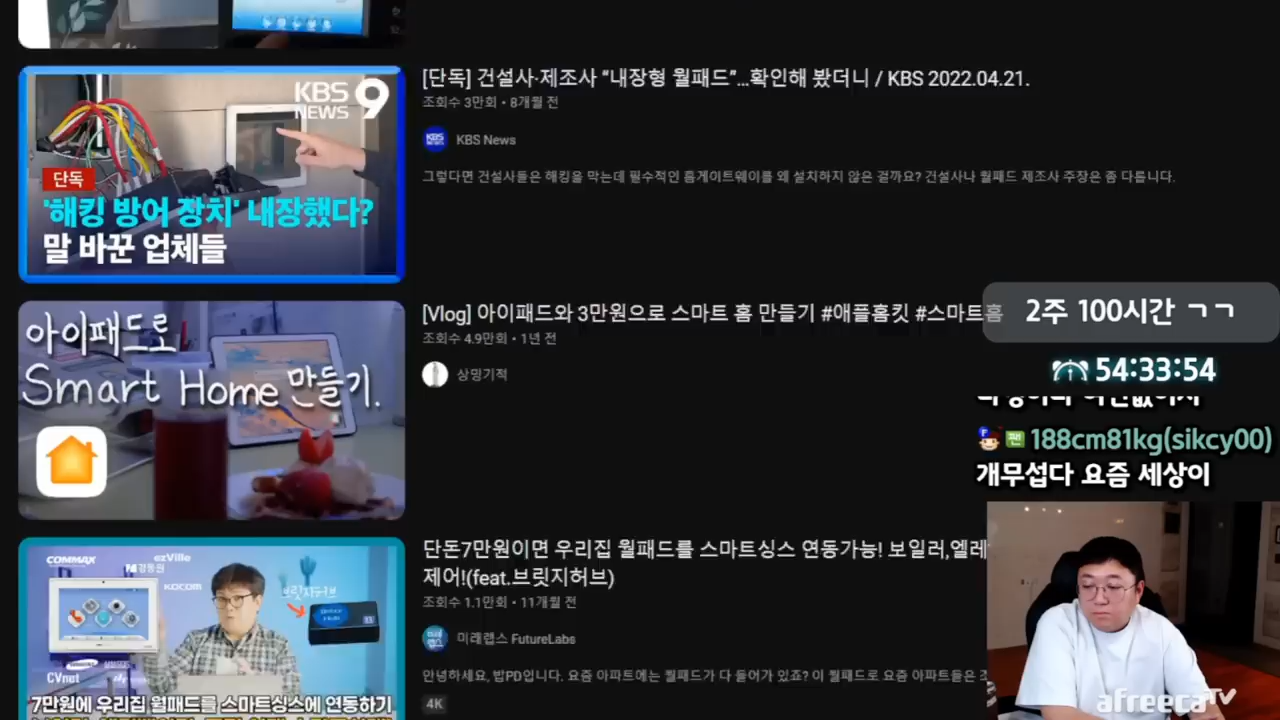 [단독] 건설사·제조사 “내장형 월패드”…확인해 봤더니 / KBS 2022.04.21.
조회수 3만회 • 8개월 전
KBS News
그렇다면 건설사들은 해킹을 막는데 필수적인 홈게이트웨이를 왜 설치하지 않은 걸까요? 건설사나 월패드 제조사 주장은 좀 다릅니다.
KBS
NEWS 9
단독
'해킹 방어 장치' 내장했다?
말 바꾼 업체들
아이패드로
Smart Home 만들기.
[Vlog] 아이패드와 3만원으로 스마트 홈 만들기 #애플홈킷 #스마트홈
조회수 4.9만회 • 1년 전
상밍기적
2주 100시간 ㄱㄱ
54:33:54
188cm81kg(sikcy00)
개무섭다 요즘 세상이
COMMAX
ezVille
경동원
KOCOM
브릿지허브
CVnet
7만원에 우리집 월패드를 스마트싱스에 연동하기
단돈7만원이면 우리집 월패드를 스마트싱스 연동가능! 보일러,엘레
제어!(feat.브릿지허브)
조회수 1.1만회 • 11개월 전
미래랩스 FutureLabs
안녕하세요, 밥PD입니다. 요즘 아파트에는 월패드가 다 들어가 있죠? 이 월패드로 요즘 아파트들은
4K
afreecaTV